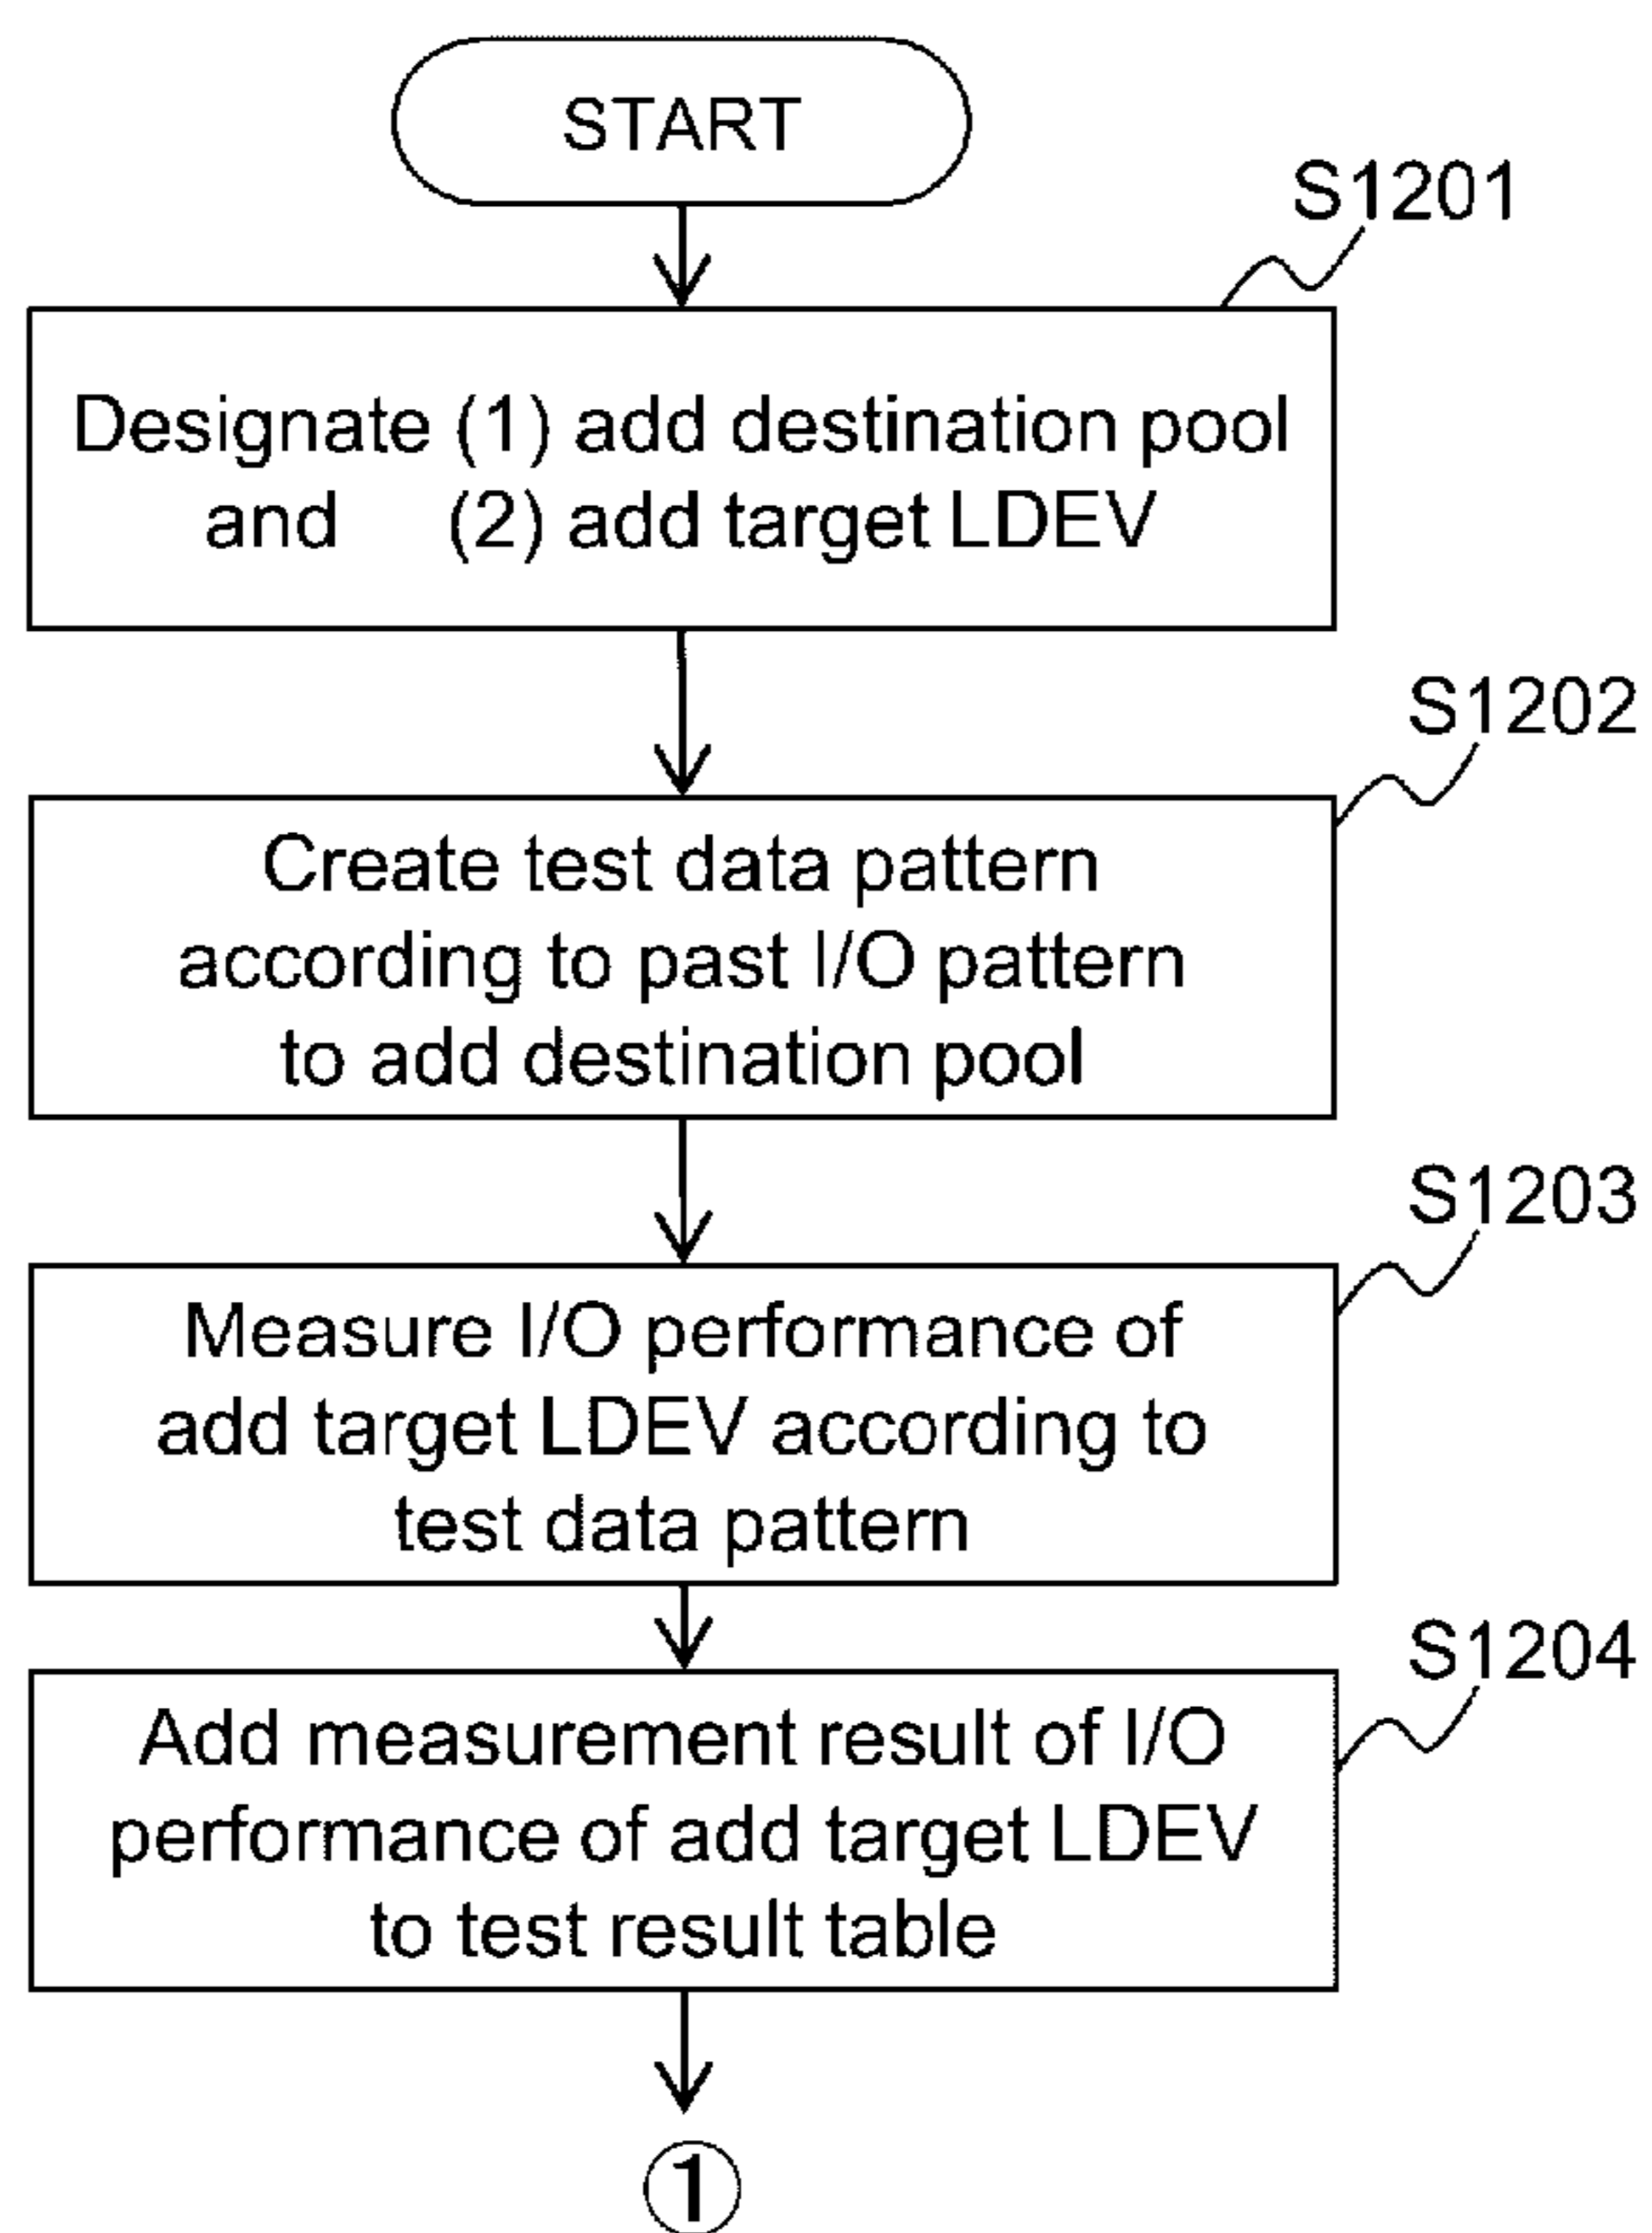 START
S1201
Designate (1) add destination pool
and (2) add target LDEV
S1202
Create test data pattern
according to past I/O pattern
to add destination pool
S1203
Measure I/O performance of
add target LDEV according to
test data pattern
S1204
Add measurement result of I/O
performance of add target LDEV
to test result table
1